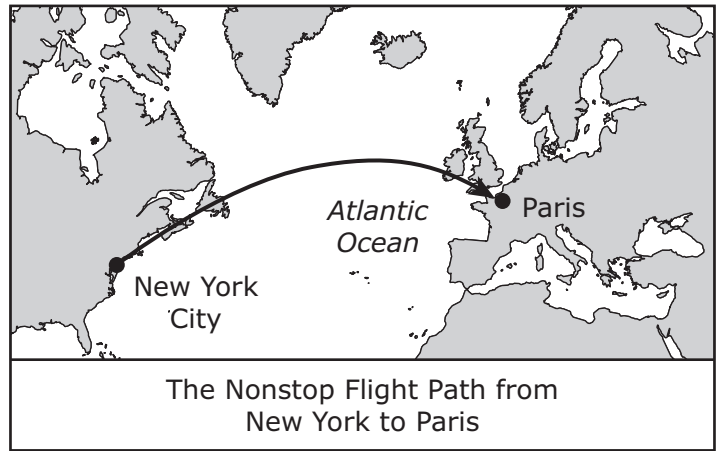 Atlantic
Ocean
Paris
New York
City
The Nonstop Flight Path from
New York to Paris